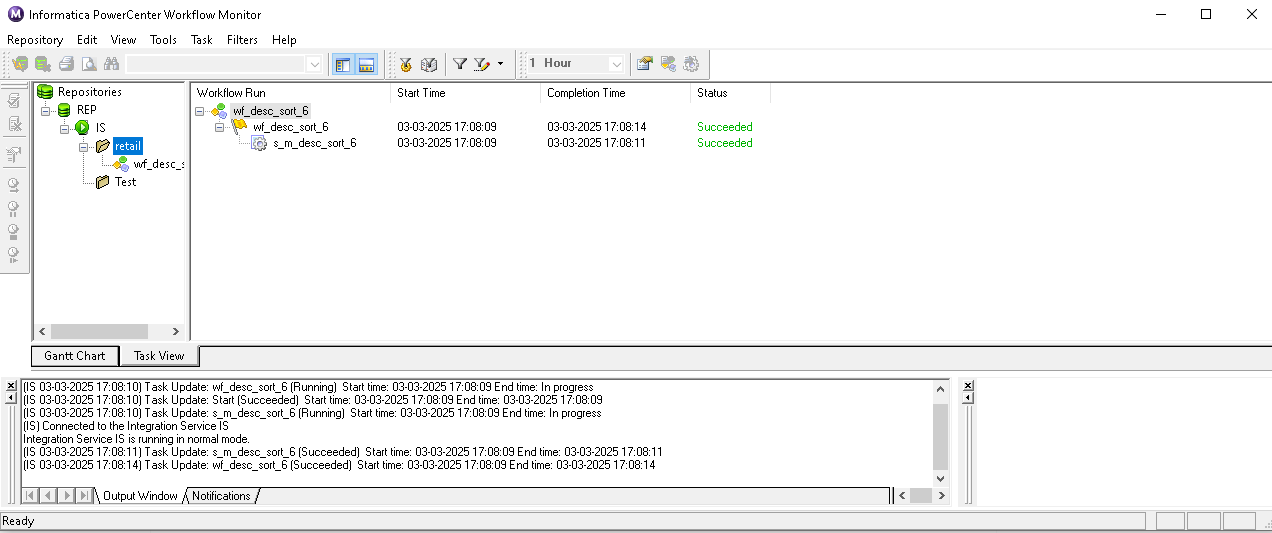 Informatica PowerCenter Workflow Monitor
Repository Edit View Tools Task Filters Help
1 Hour
Repositories
REP
IS
retail
wf_desc_s
Test
Workflow Run Start Time Completion Time Status
wf_desc_sort_6
wf_desc_sort_6 03-03-2025 17:08:09 03-03-2025 17:08:14 Succeeded
s_m_desc_sort_6 03-03-2025 17:08:09 03-03-2025 17:08:11 Succeeded
Gantt Chart Task View
(IS 03-03-2025 17:08:10) Task Update: wf_desc_sort_6 (Running) Start time: 03-03-2025 17:08:09 End time: In progress
(IS 03-03-2025 17:08:10) Task Update: Start (Succeeded) Start time: 03-03-2025 17:08:09 End time: 03-03-2025 17:08:09
(IS 03-03-2025 17:08:10) Task Update: s_m_desc_sort_6 (Running) Start time: 03-03-2025 17:08:09 End time: In progress
(IS) Connected to the Integration Service IS
Integration Service IS is running in normal mode.
(IS 03-03-2025 17:08:11) Task Update: s_m_desc_sort_6 (Succeeded) Start time: 03-03-2025 17:08:09 End time: 03-03-2025 17:08:11
(IS 03-03-2025 17:08:14) Task Update: wf_desc_sort_6 (Succeeded) Start time: 03-03-2025 17:08:09 End time: 03-03-2025 17:08:14
Output Window Notifications
Ready